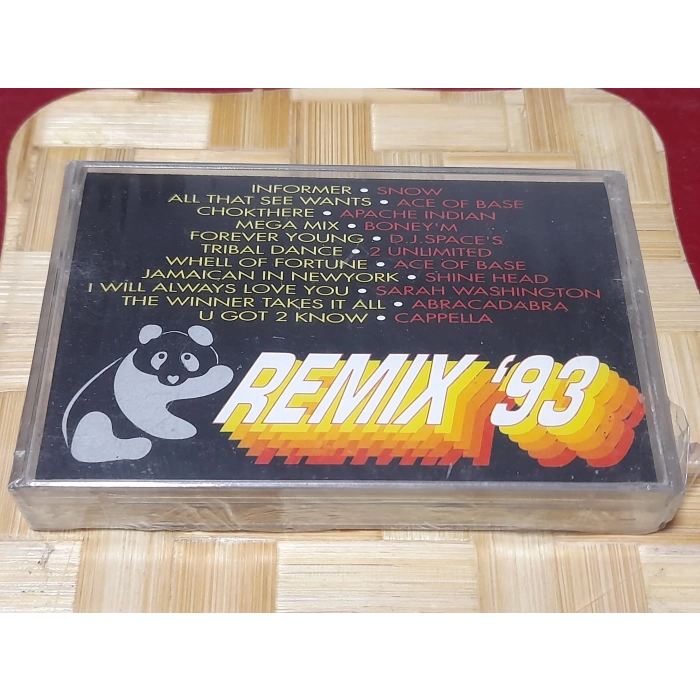 INFORMER • SNOW
ALL THAT SEE WANTS • ACE OF BASE
CHOKTHERE • APACHE INDIAN
MEGA MIX • BONEY'M
FOREVER YOUNG • D.J.SPACE'S
TRIBAL DANCE • 2 UNLIMITED
WHELL OF FORTUNE • ACE OF BASE
JAMAICAN IN NEWYORK • SHINE HEAD
I WiLL ALWAYS LOVE YOU • SARAH WASHINGTON
THE WINNER TAKES IT ALL • ABRACADABRA
U GOT 2 KNOW • CAPPELLA
REMIX '93